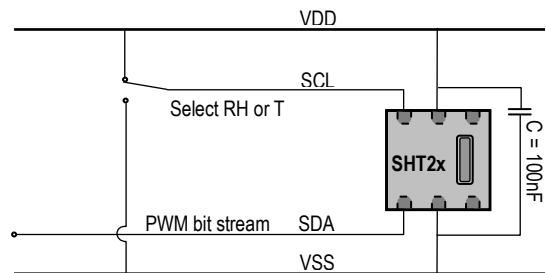 VDD
SCL
Select RH or T
SHT2x
C = 100nF
PWM bit stream SDA
VSS